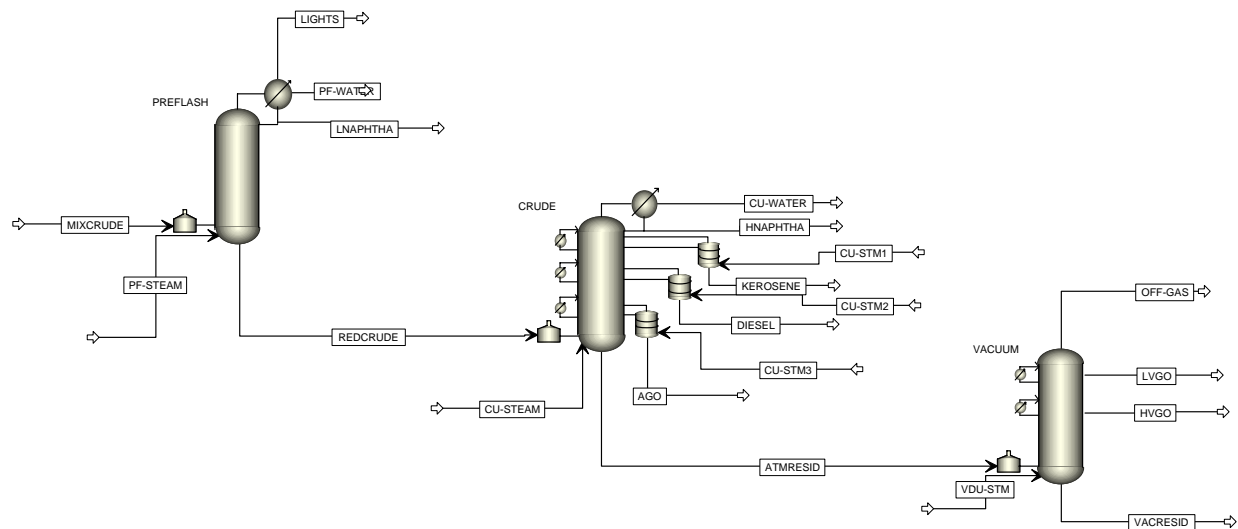 LIGHTS
PF-WATER
PREFLASH
LNAPHTHA
MIXCRUDE
PF-STEAM
REDCRUDE
CRUDE
CU-WATER
HNAPHTHA
CU-STM1
KEROSENE
CU-STM2
DIESEL
CU-STM3
AGO
CU-STEAM
ATMRESID
OFF-GAS
VACUUM
LVGO
HVGO
VDU-STM
VACRESID